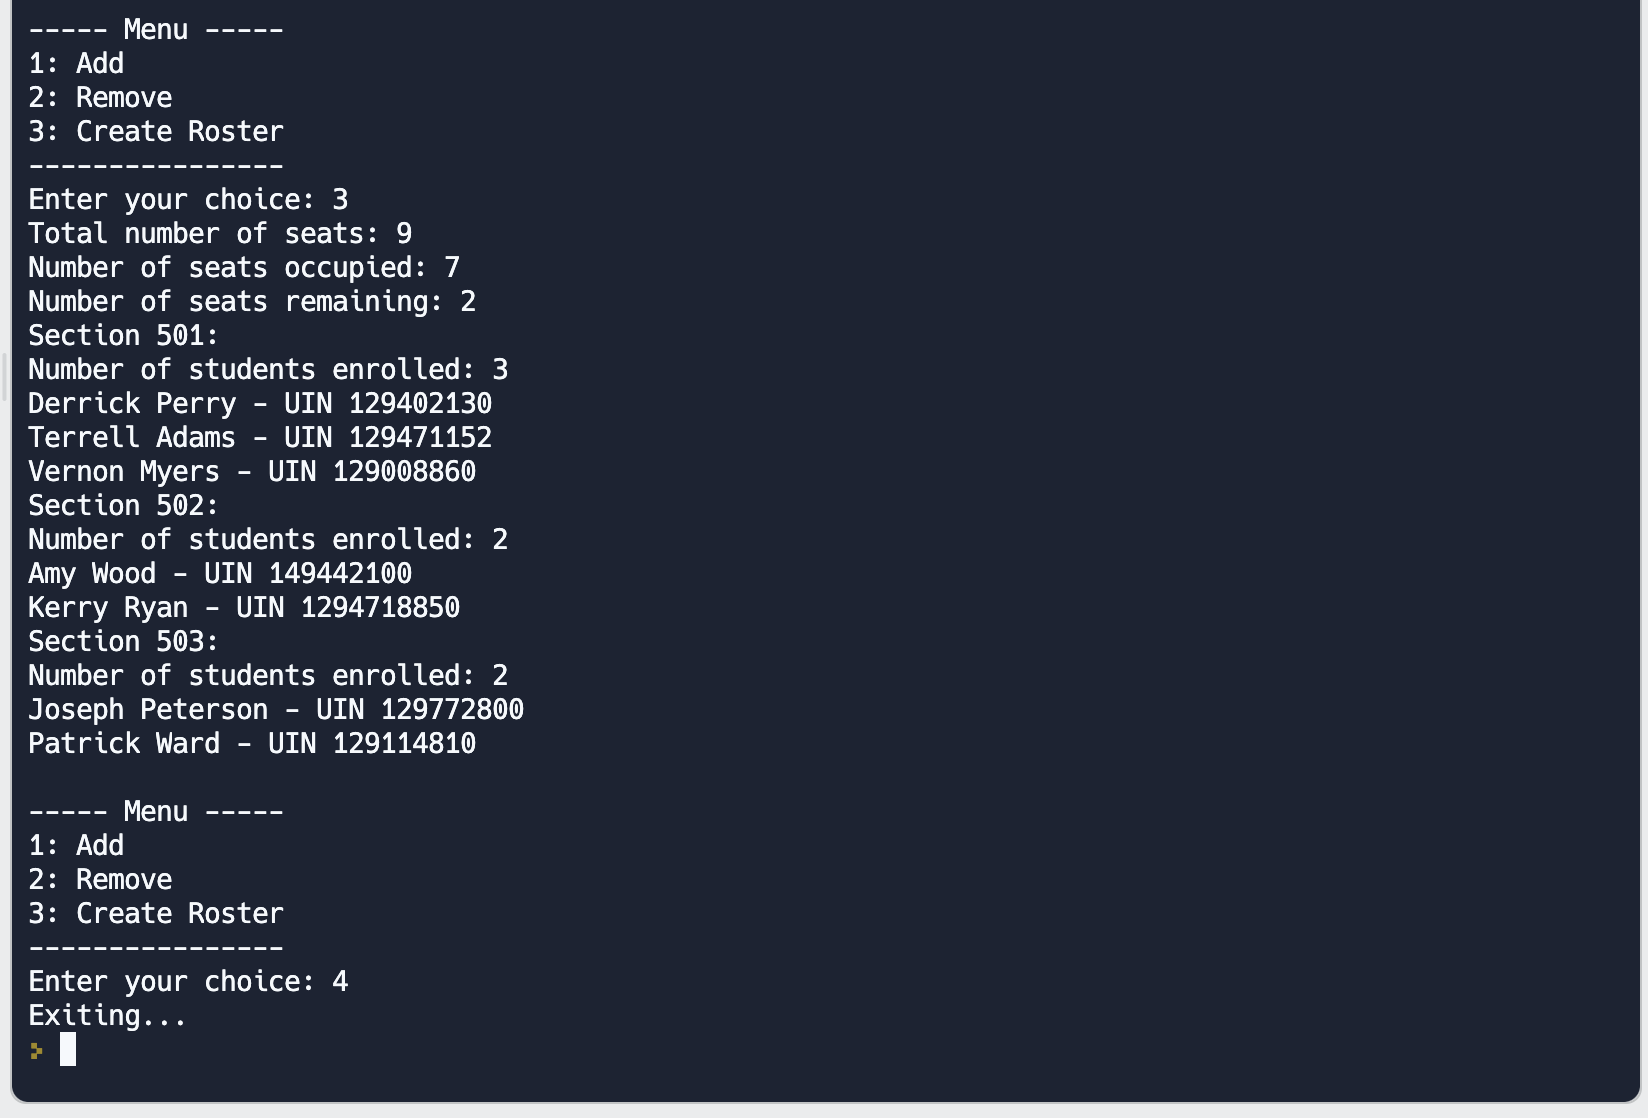 ----- Menu -----
1: Add
2: Remove
3: Create Roster
----------------
Enter your choice: 3
Total number of seats: 9
Number of seats occupied: 7
Number of seats remaining: 2
Section 501:
Number of students enrolled: 3
Derrick Perry - UIN 129402130
Terrell Adams - UIN 129471152
Vernon Myers - UIN 129008860
Section 502:
Number of students enrolled: 2
Amy Wood - UIN 149442100
Kerry Ryan - UIN 1294718850
Section 503:
Number of students enrolled: 2
Joseph Peterson - UIN 129772800
Patrick Ward - UIN 129114810

----- Menu -----
1: Add
2: Remove
3: Create Roster
----------------
Enter your choice: 4
Exiting...
>